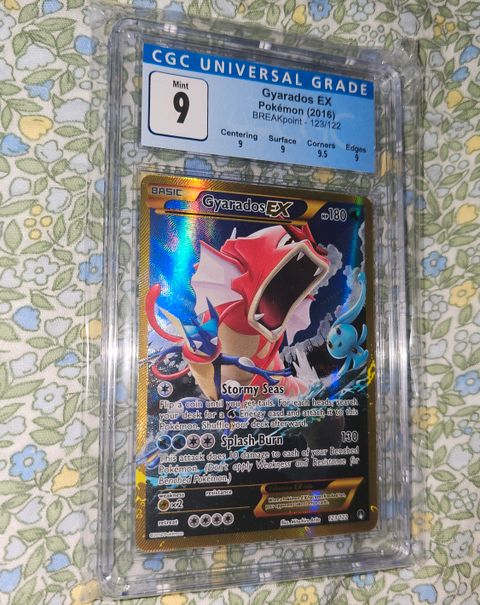 CGC UNIVERSAL GRADE
Mint
9
Gyarados EX
Pokémon (2016)
BREAKpoint - 123/122
Centering Surface Corners Edges
9 9 9.5 9
BASIC
Gyarados EX
HP180
Stormy Seas
Flip a coin until you get tails. For each heads, search
your deck for a Energy card and attach it to this
Pokémon. Shuffle your deck afterward.
Splash Burn 130
This attack does 10 damage to each of your Benched
Pokémon. (Don't apply Weakness and Resistance for
Benched Pokémon.)
weakness resistance
×2
retreat
123/122